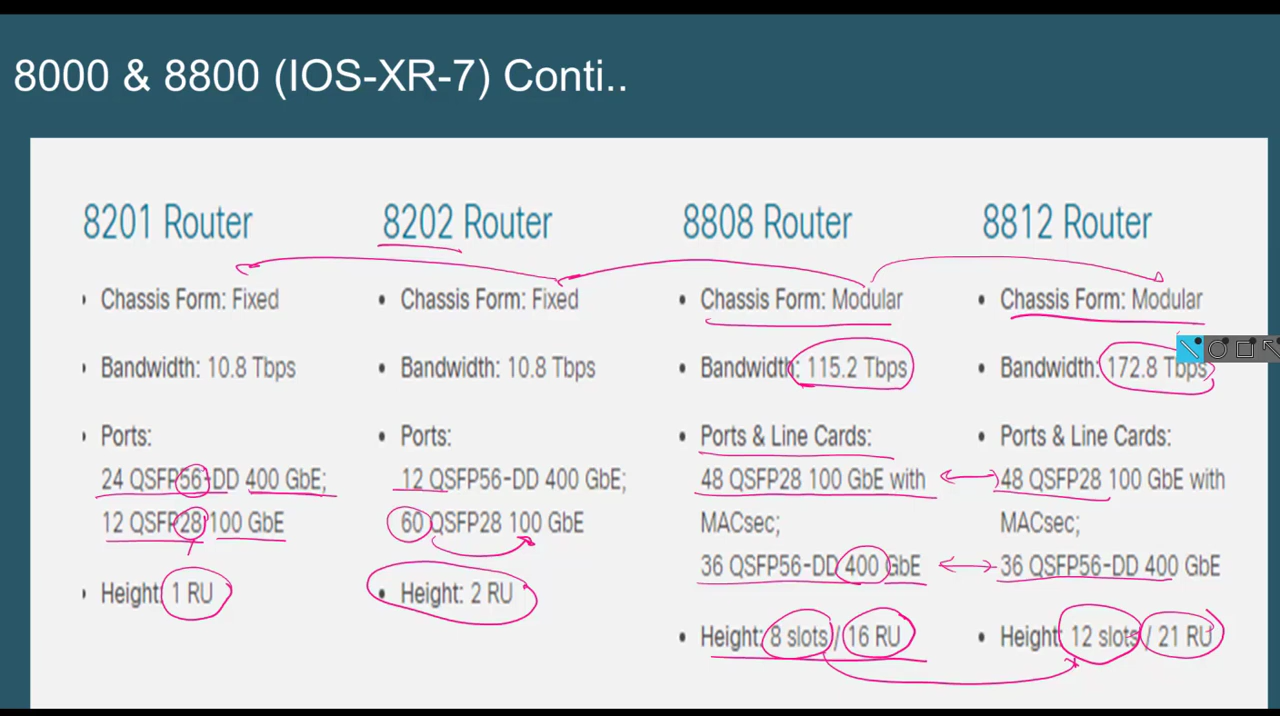 8000 & 8800 (IOS-XR-7) Conti..
8201 Router
• Chassis Form: Fixed
• Bandwidth: 10.8 Tbps
• Ports:
24 QSFP56-DD 400 GbE;
12 QSFP28 100 GbE
• Height: 1 RU
8202 Router
• Chassis Form: Fixed
• Bandwidth: 10.8 Tbps
• Ports:
12 QSFP56-DD 400 GbE;
60 QSFP28 100 GbE
• Height: 2 RU
8808 Router
• Chassis Form: Modular
• Bandwidth: 115.2 Tbps
• Ports & Line Cards:
48 QSFP28 100 GbE with
MACsec;
36 QSFP56-DD 400 GbE
• Height: 8 slots / 16 RU
8812 Router
• Chassis Form: Modular
• Bandwidth: 172.8 Tbps
• Ports & Line Cards:
48 QSFP28 100 GbE with
MACsec;
36 QSFP56-DD 400 GbE
• Height: 12 slots / 21 RU